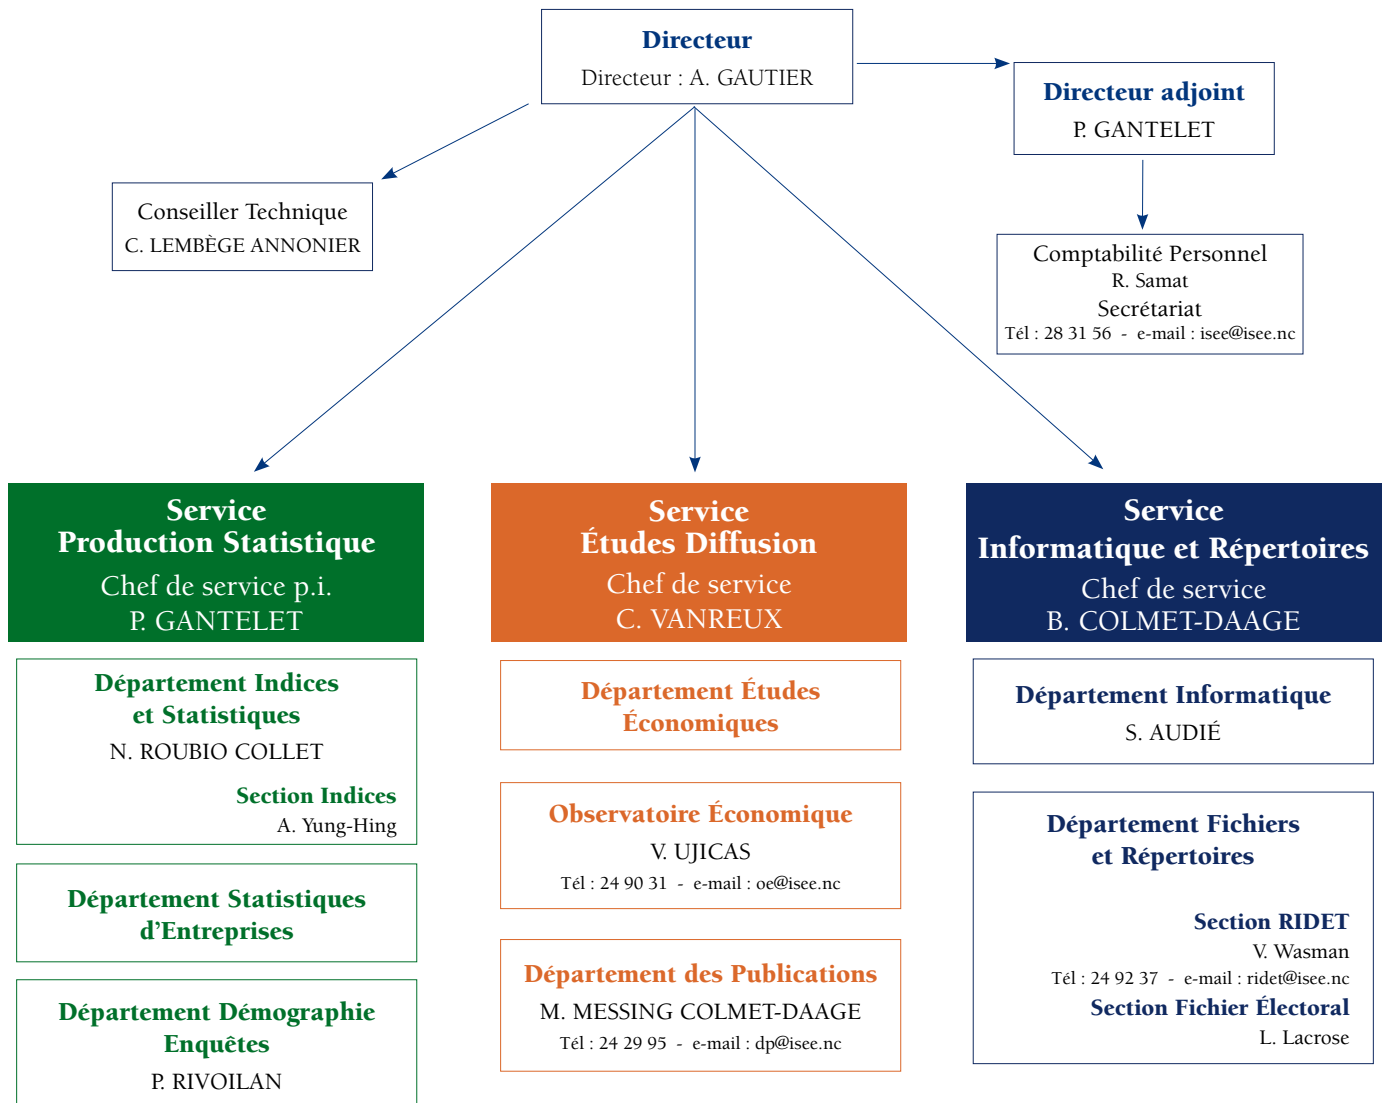 Directeur
Directeur : A. GAUTIER
Directeur adjoint
P. GANTELET
Conseiller Technique
C. LEMBÈGE ANNONIER
Comptabilité Personnel
R. Samat
Secrétariat
Tél : 28 31 56 - e-mail : isee@isee.nc
Service
Production Statistique
Chef de service p.i.
P. GANTELET
Département Indices
et Statistiques
N. ROUBIO COLLET
Section Indices
A. Yung-Hing
Département Statistiques
d’Entreprises
Département Démographie
Enquêtes
P. RIVOILAN
Service
Études Diffusion
Chef de service
C. VANREUX
Département Études
Économiques
Observatoire Économique
V. UJICAS
Tél : 24 90 31 - e-mail : oe@isee.nc
Département des Publications
M. MESSING COLMET-DAAGE
Tél : 24 29 95 - e-mail : dp@isee.nc
Service
Informatique et Répertoires
Chef de service
B. COLMET-DAAGE
Département Informatique
S. AUDIÉ
Département Fichiers
et Répertoires
Section RIDET
V. Wasman
Tél : 24 92 37 - e-mail : ridet@isee.nc
Section Fichier Électoral
L. Lacrose